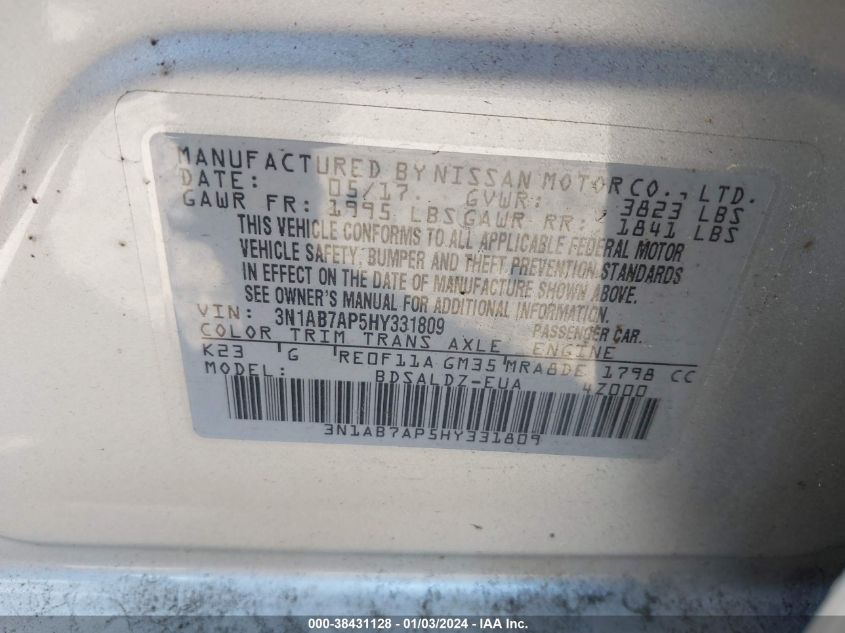 MANUFACTURED BY NISSAN MOTOR CO., LTD.
DATE: 05/17. GVWR: 3823 LBS
GAWR FR: 1995 LBS GAWR RR: 1841 LBS
THIS VEHICLE CONFORMS TO ALL APPLICABLE FEDERAL MOTOR
VEHICLE SAFETY, BUMPER AND THEFT PREVENTION STANDARDS
IN EFFECT ON THE DATE OF MANUFACTURE SHOWN ABOVE.
SEE OWNER'S MANUAL FOR ADDITIONAL INFORMATION.
VIN: 3N1AB7AP5HY331809 PASSENGER CAR.
COLOR TRIM TRANS AXLE ENGINE
K23 G RE0F11A GM35 MRA8DE 1798 CC
MODEL: BDSALDZ-EUA 4Z000
3N1AB7AP5HY331809
000-38431128 - 01/03/2024 - IAA Inc.